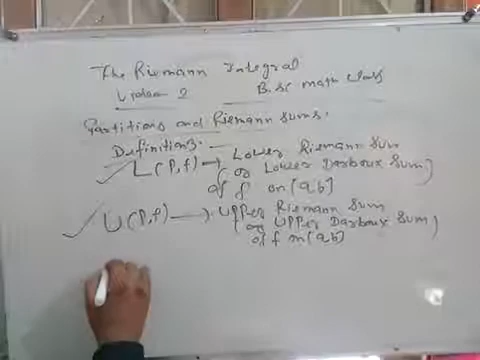 The Riemann Integral
Video 2 B.Sc math class
Partitions and Riemann Sums.
Definitions:-
L(P,f) → Lower Riemann Sum
(or Lower Darboux Sum)
of f on [a,b]
U(P,f) → Upper Riemann Sum
(or Upper Darboux Sum)
of f on [a,b]